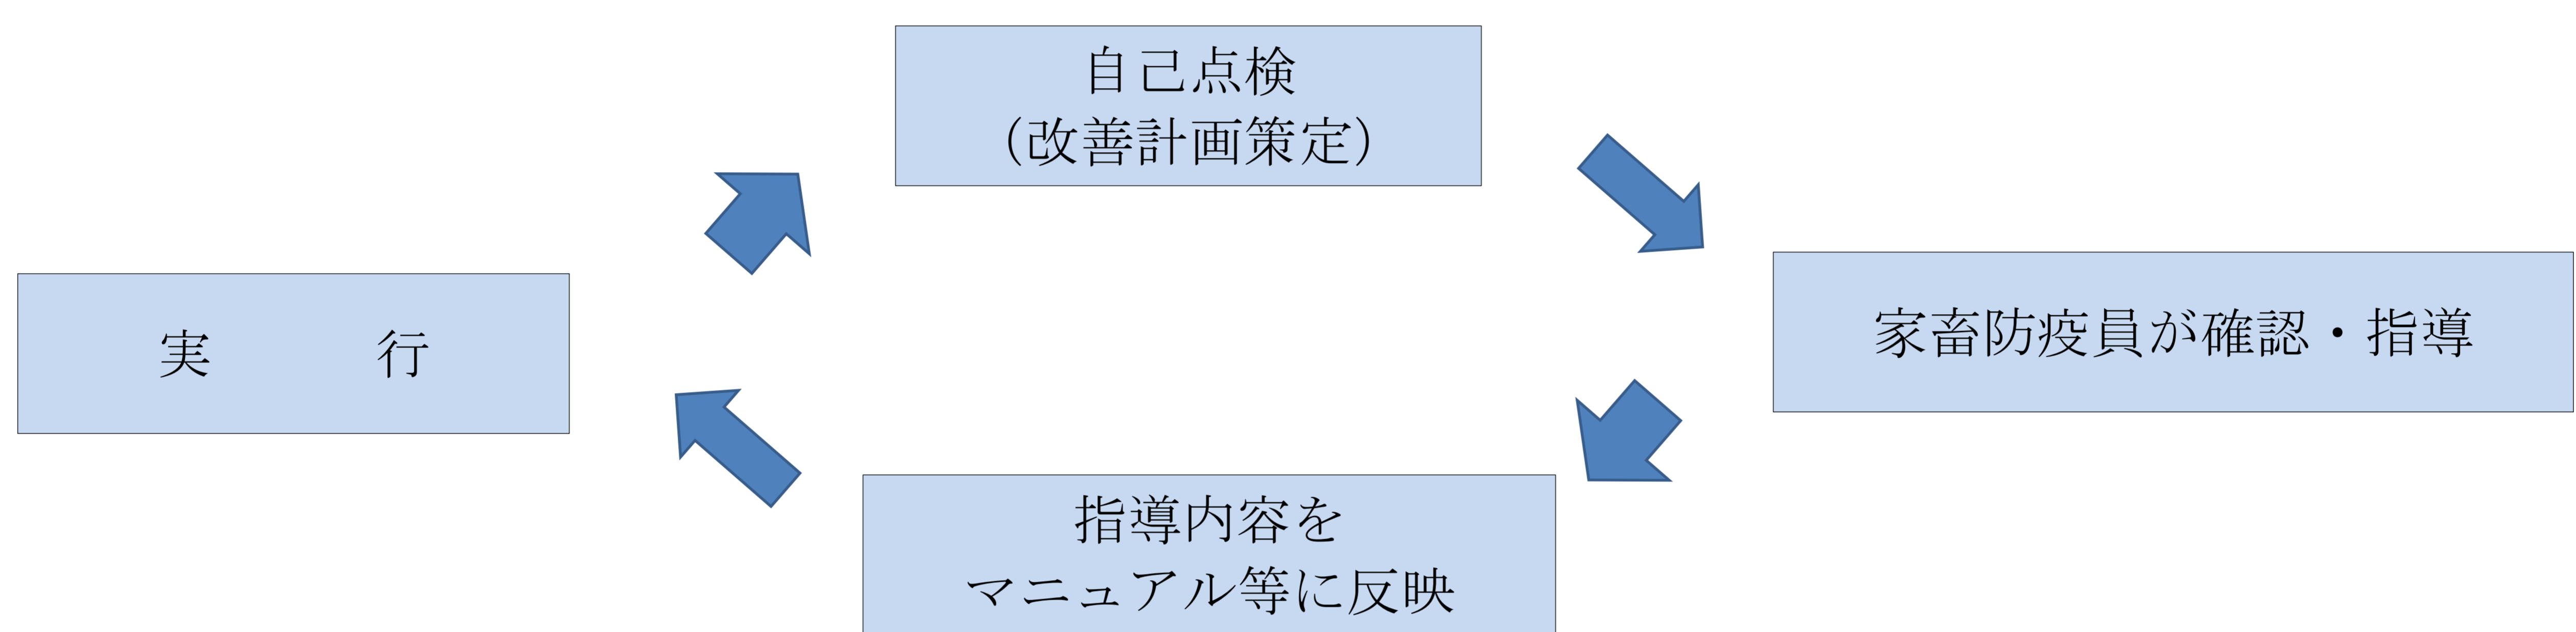 自己点検
（改善計画策定）
家畜防疫員が確認・指導
指導内容を
マニュアル等に反映
実　　　行